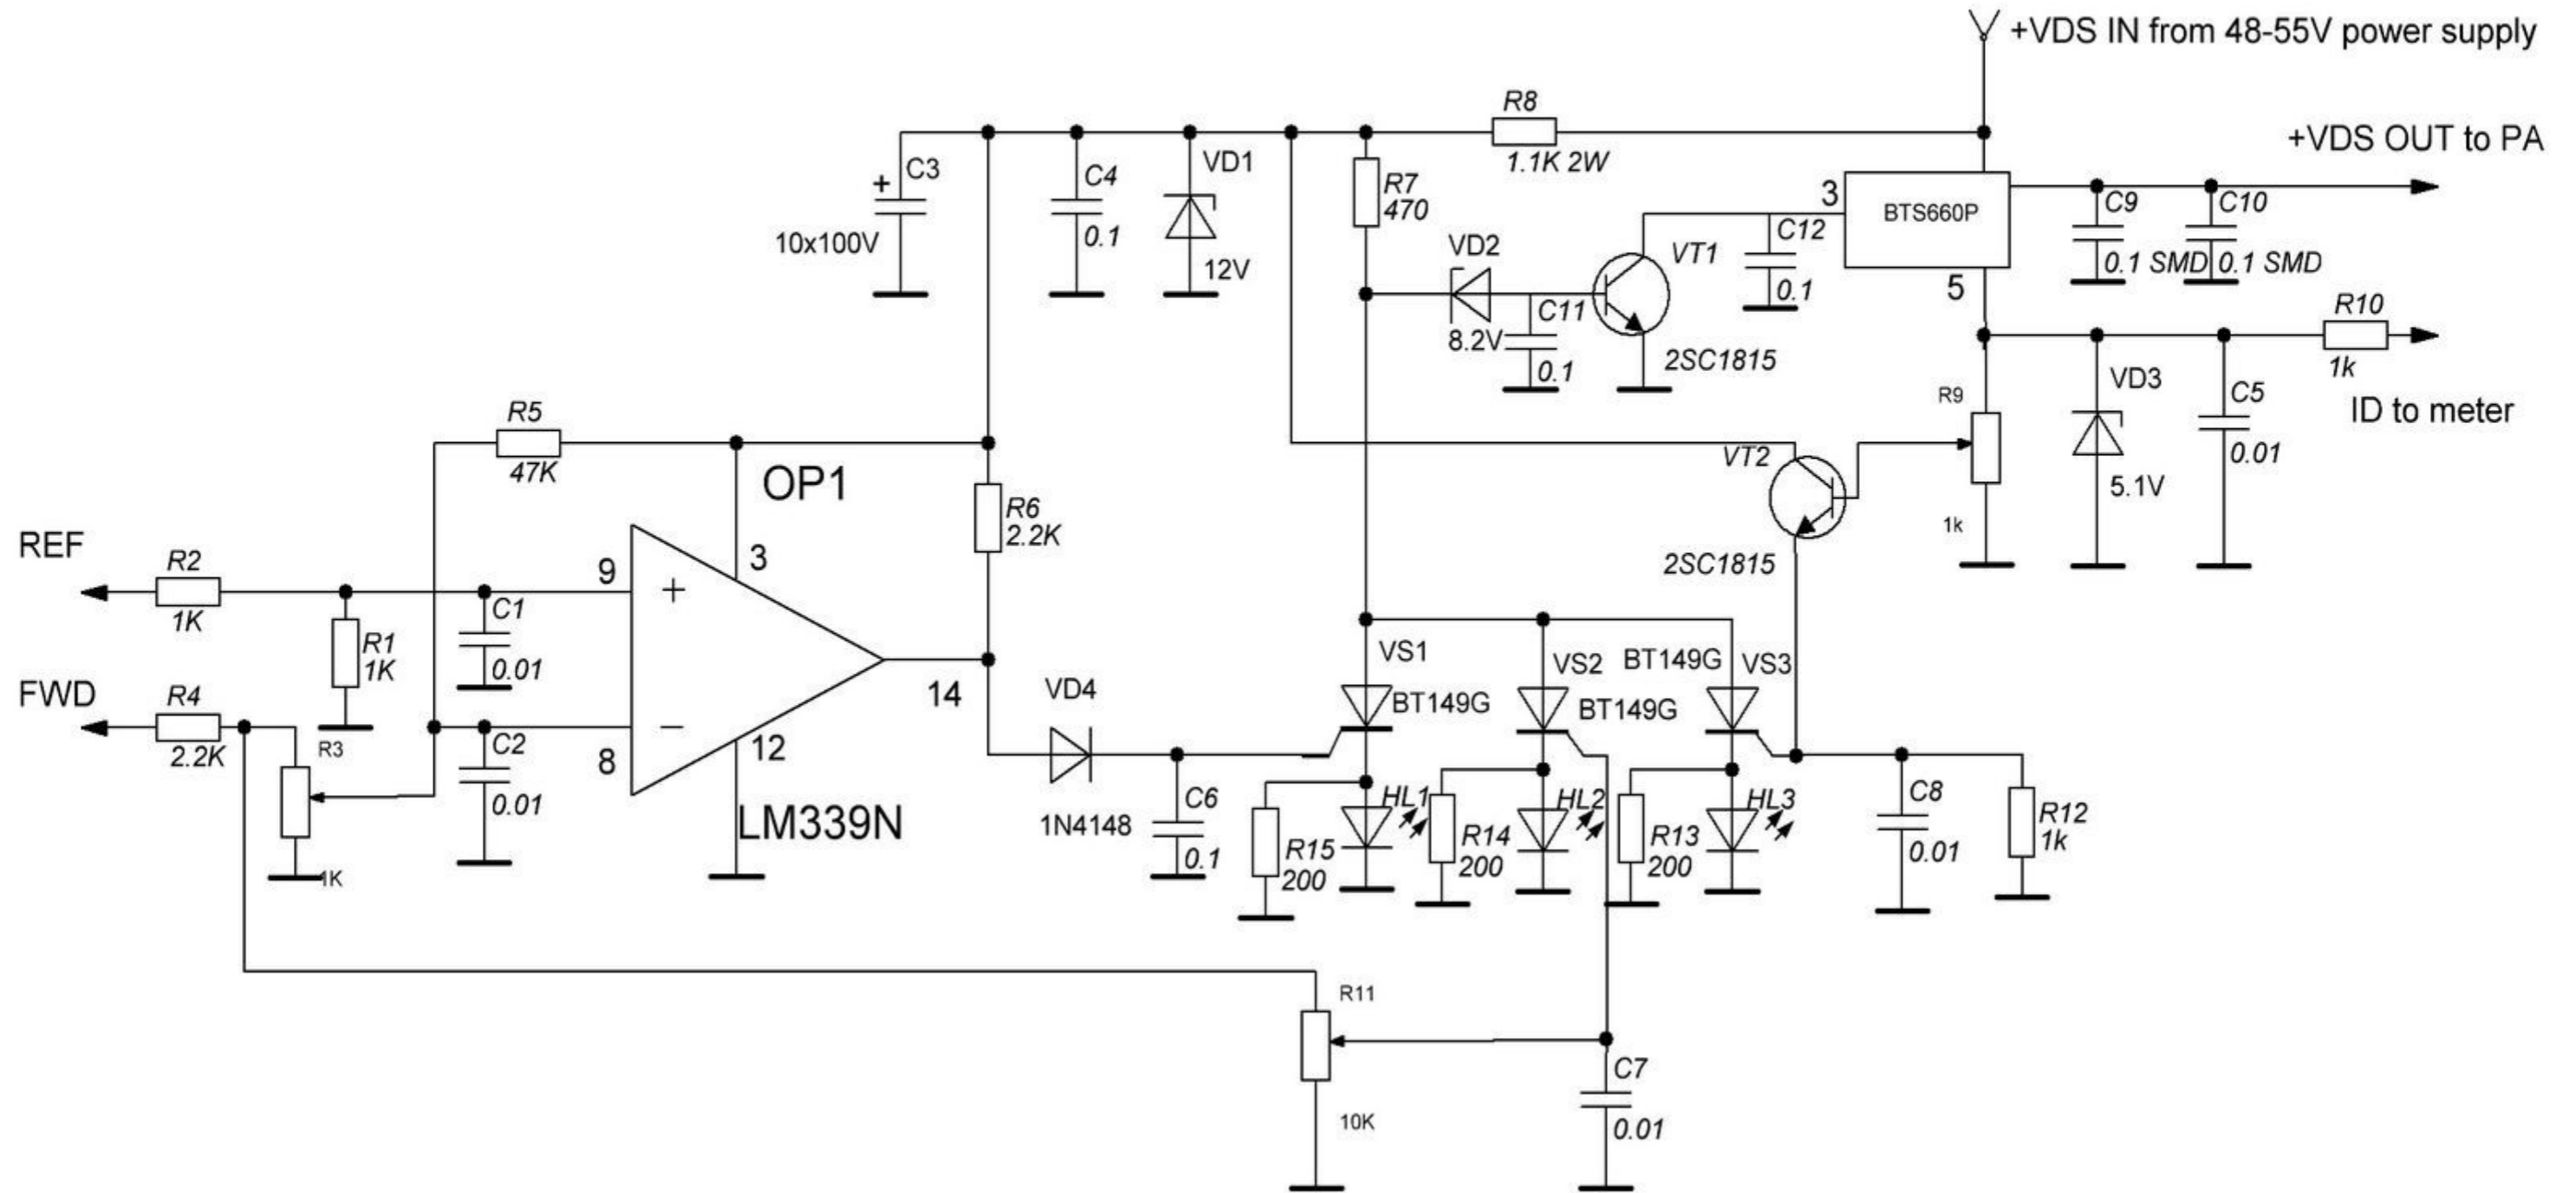 +VDS IN from 48-55V power supply
R8
1.1K 2W
+VDS OUT to PA
C3
+
10x100V
C4
0.1
VD1
12V
R7
470
3
BTS660P
5
C9
0.1 SMD
C10
0.1 SMD
VD2
8.2V
C11
0.1
VT1
2SC1815
C12
0.1
R10
1k
ID to meter
R9
1k
VD3
5.1V
C5
0.01
VT2
2SC1815
R5
47K
OP1
3
R6
2.2K
REF
R2
1K
9
+
R1
1K
C1
0.01
14
FWD
R4
2.2K
R3
1K
C2
0.01
8
−
12
LM339N
VD4
1N4148
C6
0.1
VS1
BT149G
VS2
BT149G
BT149G
VS3
R15
200
HL1
R14
200
HL2
R13
200
HL3
C8
0.01
R12
1k
R11
10K
C7
0.01